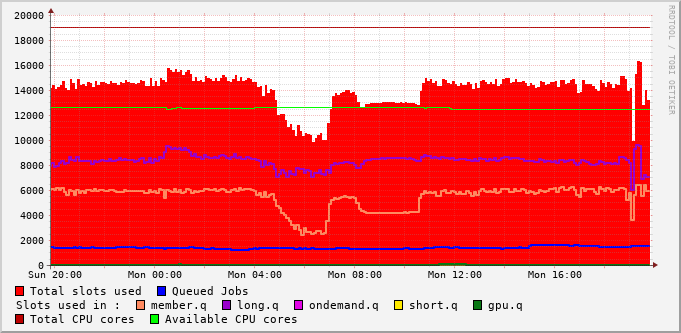 20000
18000
16000
14000
12000
10000
8000
6000
4000
2000
0
Sun 20:00 Mon 00:00 Mon 04:00 Mon 08:00 Mon 12:00 Mon 16:00
Total slots used Queued Jobs
Slots used in : member.q long.q ondemand.q short.q gpu.q
Total CPU cores Available CPU cores
RRDTOOL / TOBI OETIKER